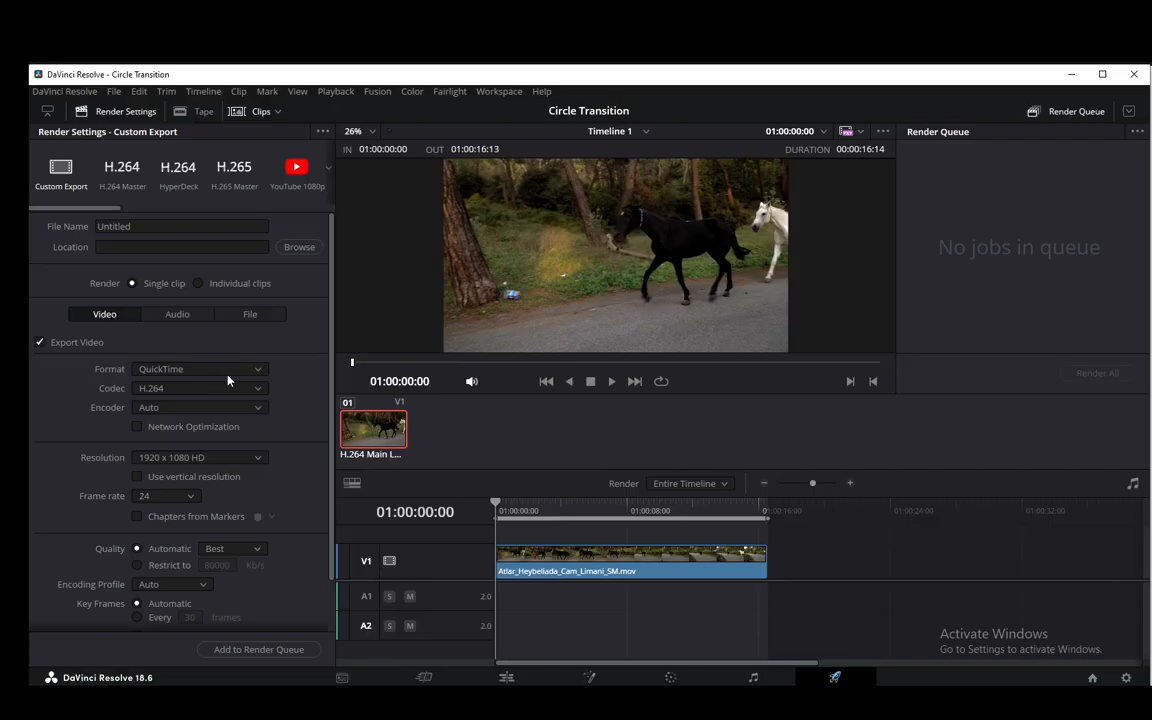 DaVinci Resolve - Circle Transition
DaVinci Resolve File Edit Trim Timeline Clip Mark View Playback Fusion Color Fairlight Workspace Help
Render Settings Tape Clips Circle Transition Render Queue
Render Settings - Custom Export 26% Timeline 1 01:00:00:00 Render Queue
IN 01:00:00:00 OUT 01:00:16:13 DURATION 00:00:16:14
H.264 H.264 H.265
Custom Export H.264 Master HyperDeck H.265 Master YouTube 1080p
File Name Untitled
Location Browse
No jobs in queue
Render Single clip Individual clips
Video Audio File
Export Video
Format QuickTime
Render All
01:00:00:00
Codec H.264
Encoder Auto
01 V1
Network Optimization
H.264 Main L...
Resolution 1920 x 1080 HD
Use vertical resolution
Render Entire Timeline
Frame rate 24
Chapters from Markers
01:00:00:00 01:00:00:00 01:00:08:00 01:00:16:00 01:00:24:00 01:00:32:00
Quality Automatic Best
Restrict to 80000 Kb/s
V1
Atlar_Heybeliada_Cam_Limani_SM.mov
Encoding Profile Auto
A1 S M 2.0
Key Frames Automatic
Every 30 frames
A2 S M 2.0
Activate Windows
Go to Settings to activate Windows.
Add to Render Queue
DaVinci Resolve 18.6